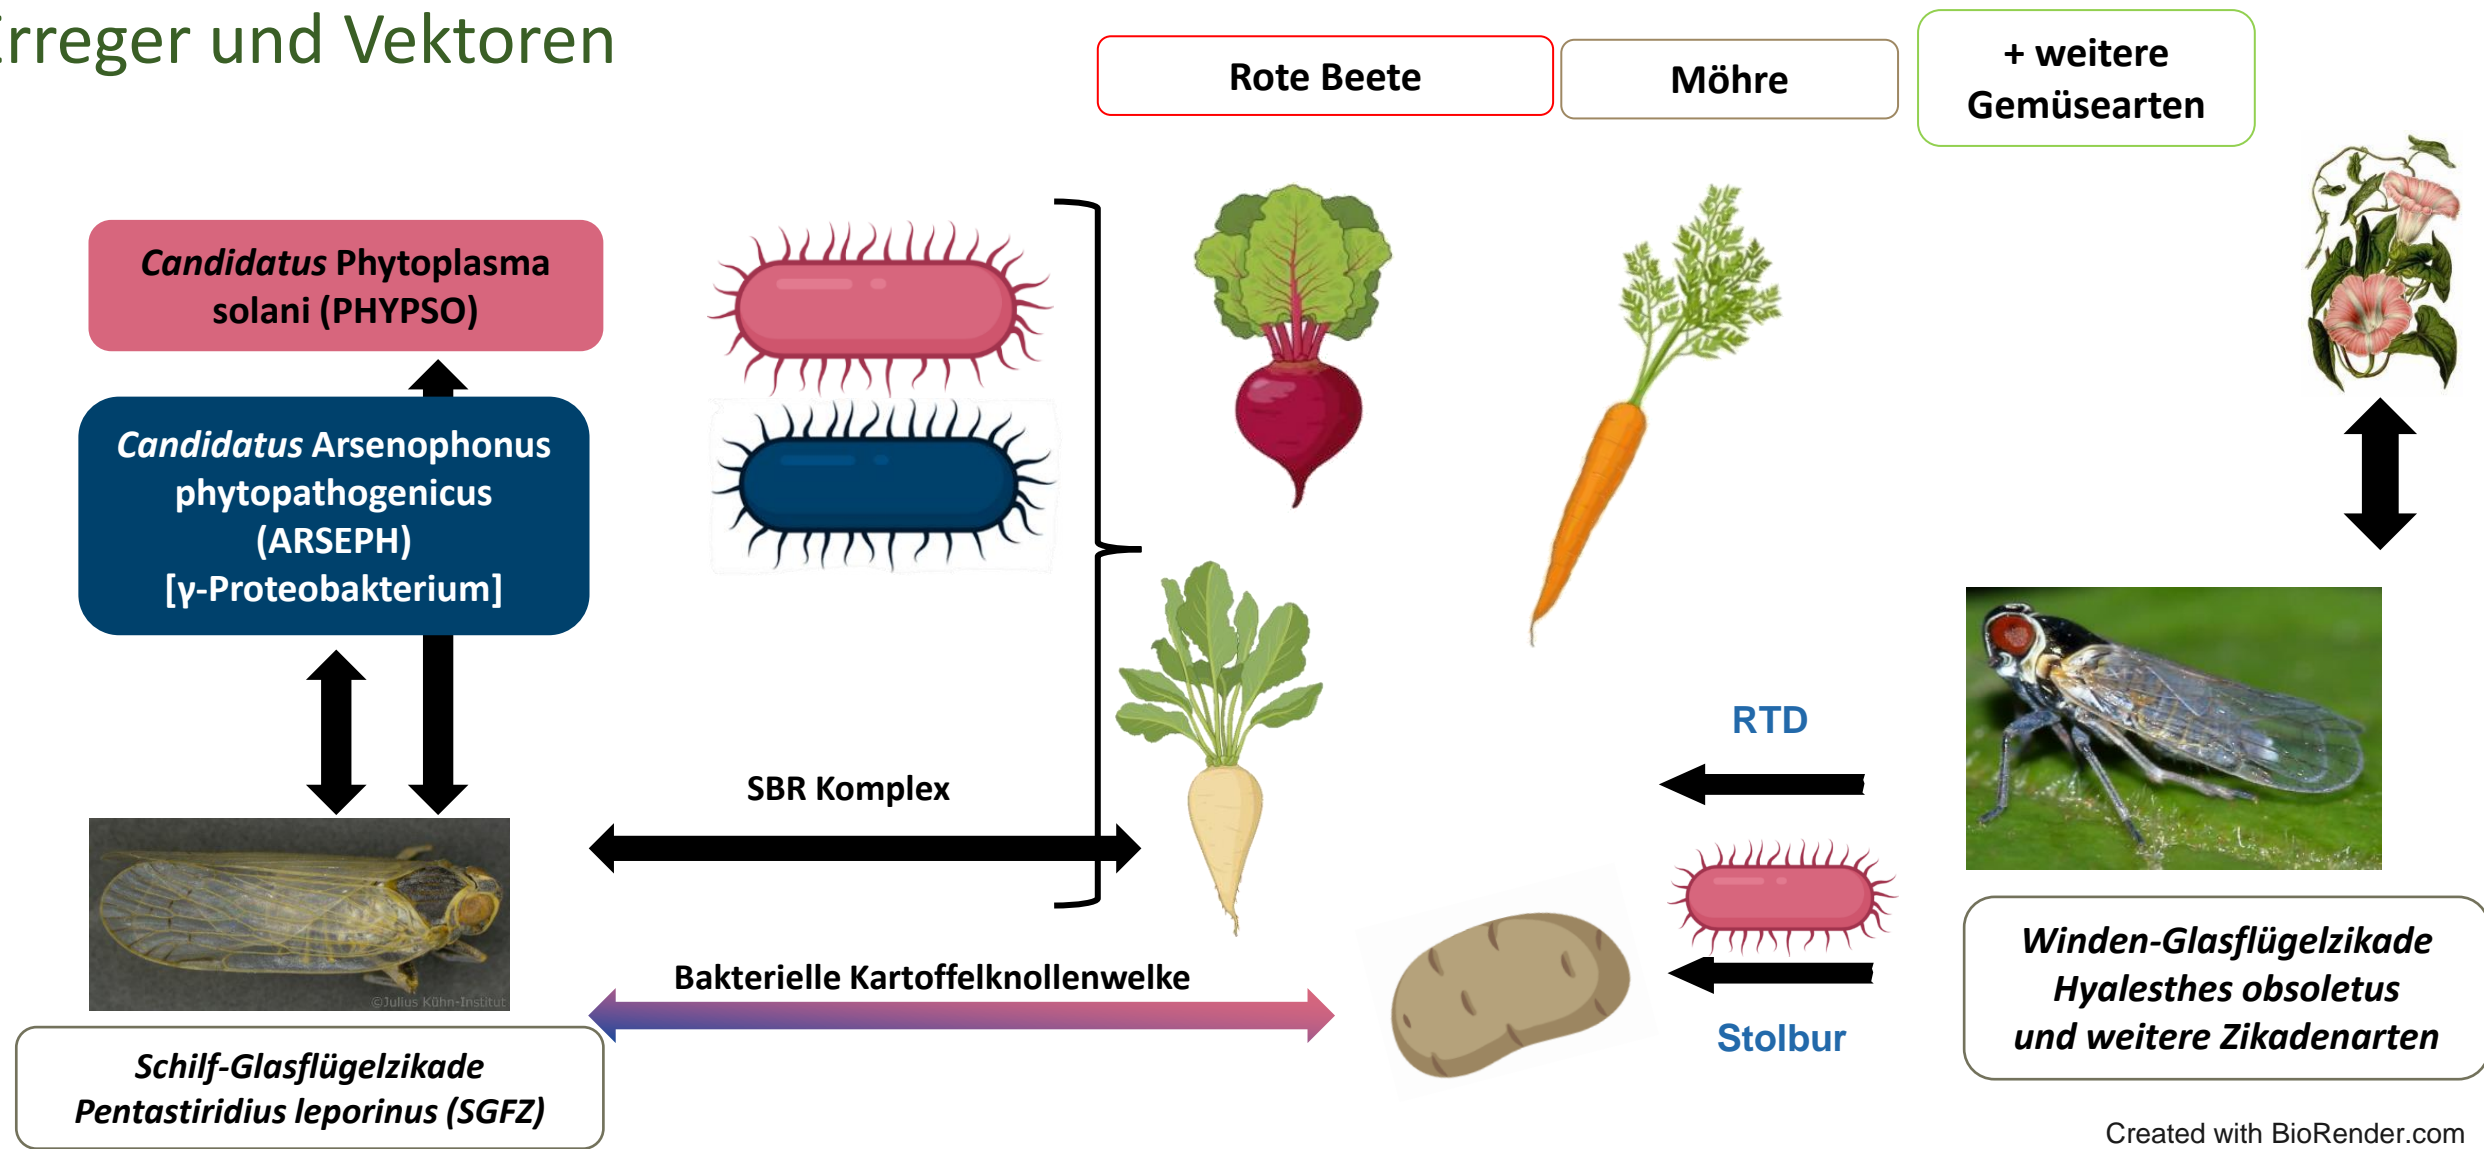 Erreger und Vektoren
Rote Beete
Möhre
+ weitere
Gemüsearten
Candidatus Phytoplasma
solani (PHYPSO)
Candidatus Arsenophonus
phytopathogenicus
(ARSEPH)
[γ-Proteobakterium]
RTD
SBR Komplex
Bakterielle Kartoffelknollenwelke
©Julius Kühn-Institut
Stolbur
Winden-Glasflügelzikade
Hyalesthes obsoletus
und weitere Zikadenarten
Schilf-Glasflügelzikade
Pentastiridius leporinus (SGFZ)
Created with BioRender.com